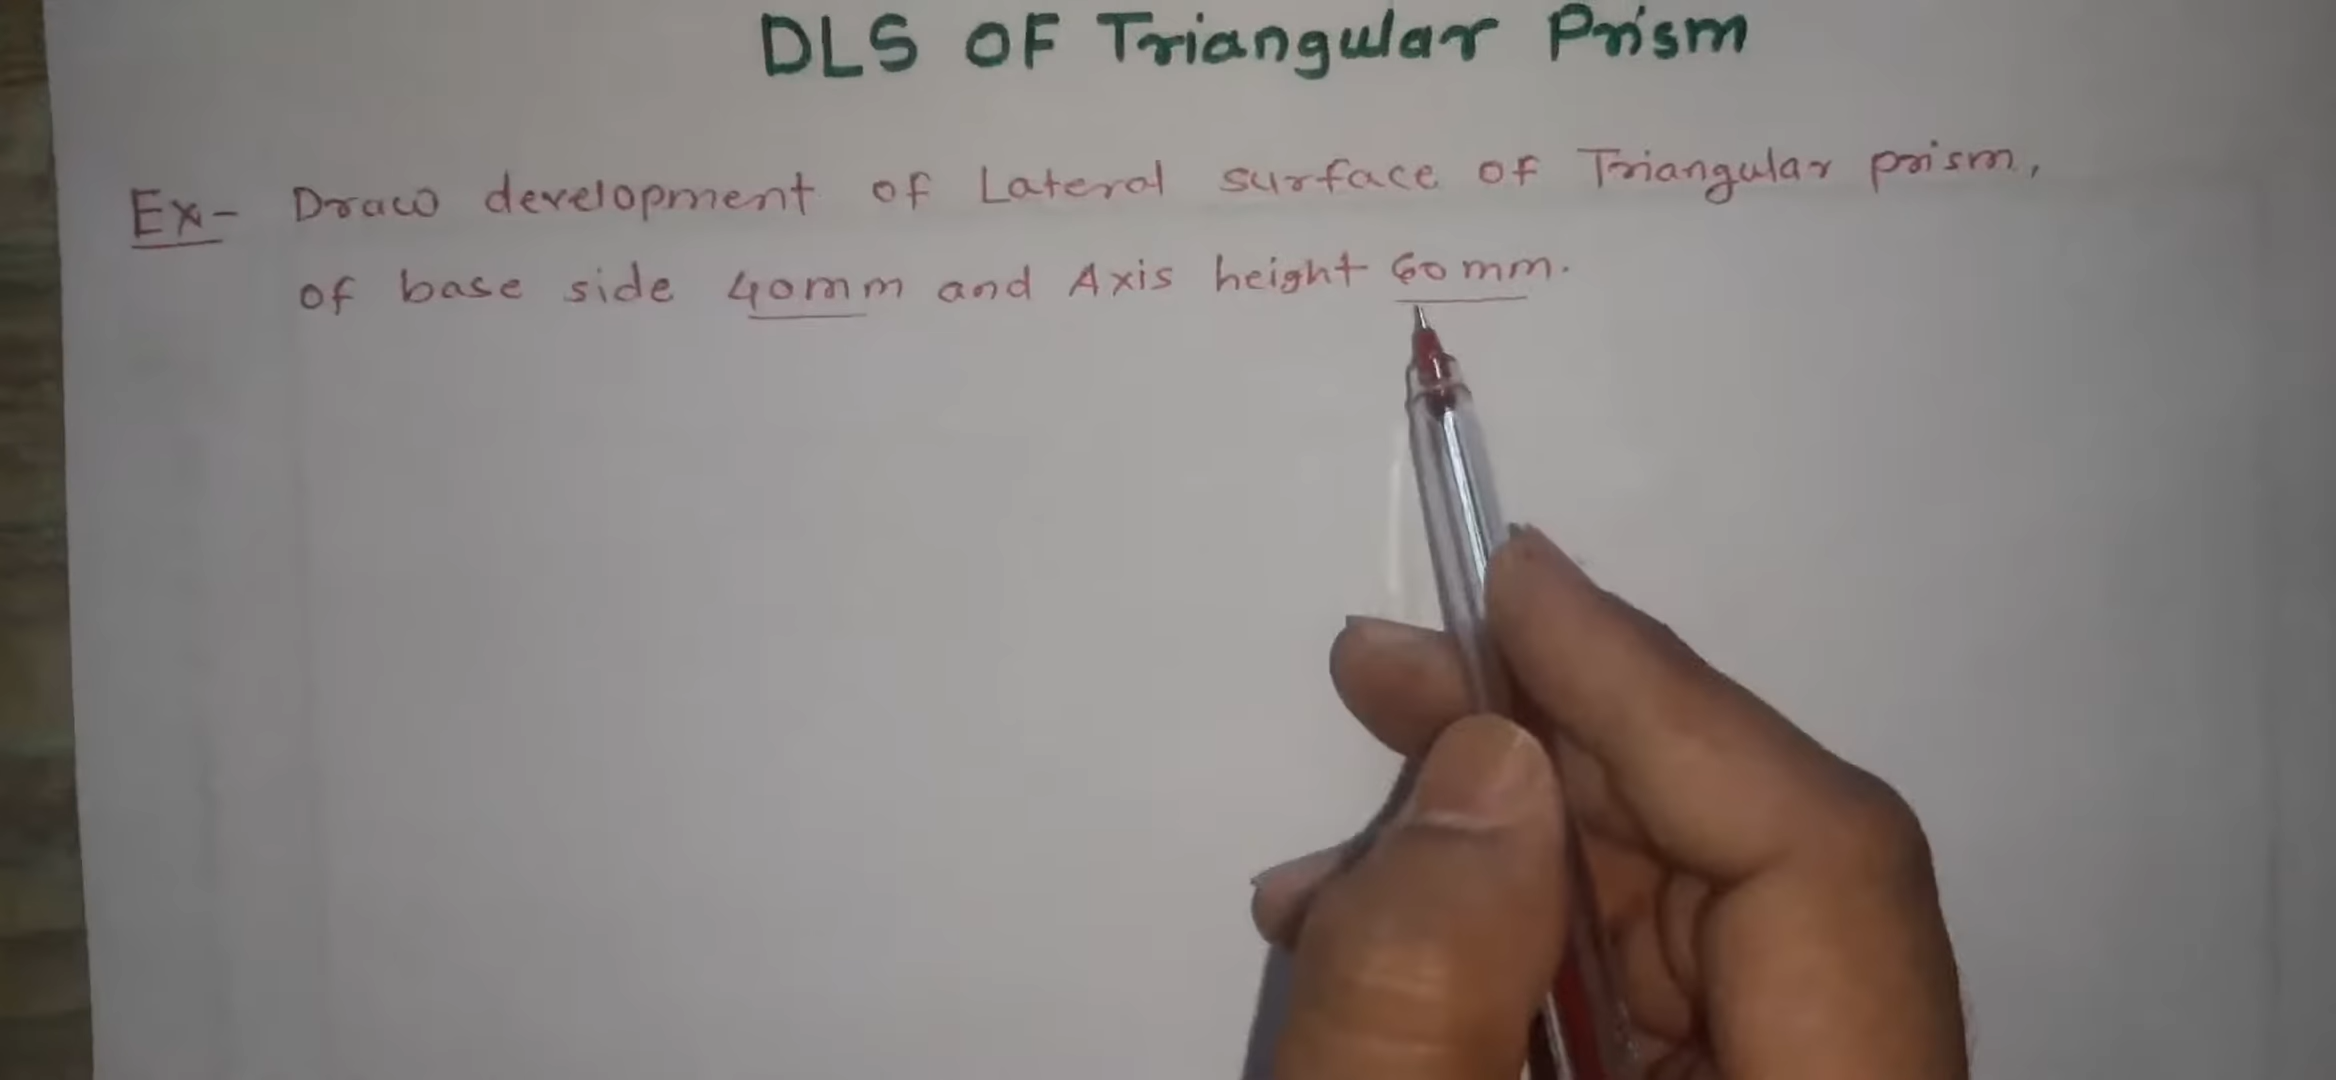 DLS OF Triangular Prism
Ex- Draw development of Lateral surface of Triangular prism,
of base side 40mm and Axis height 60mm.